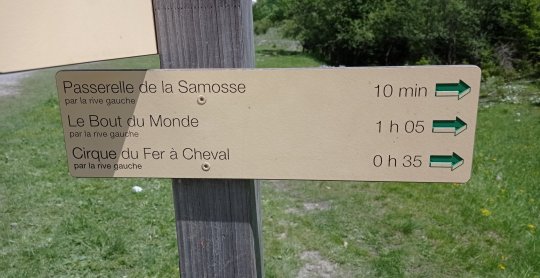 Passerelle de la Samosse 10 min
par la rive gauche
Le Bout du Monde 1 h 05
par la rive gauche
Cirque du Fer à Cheval 0 h 35
par la rive gauche